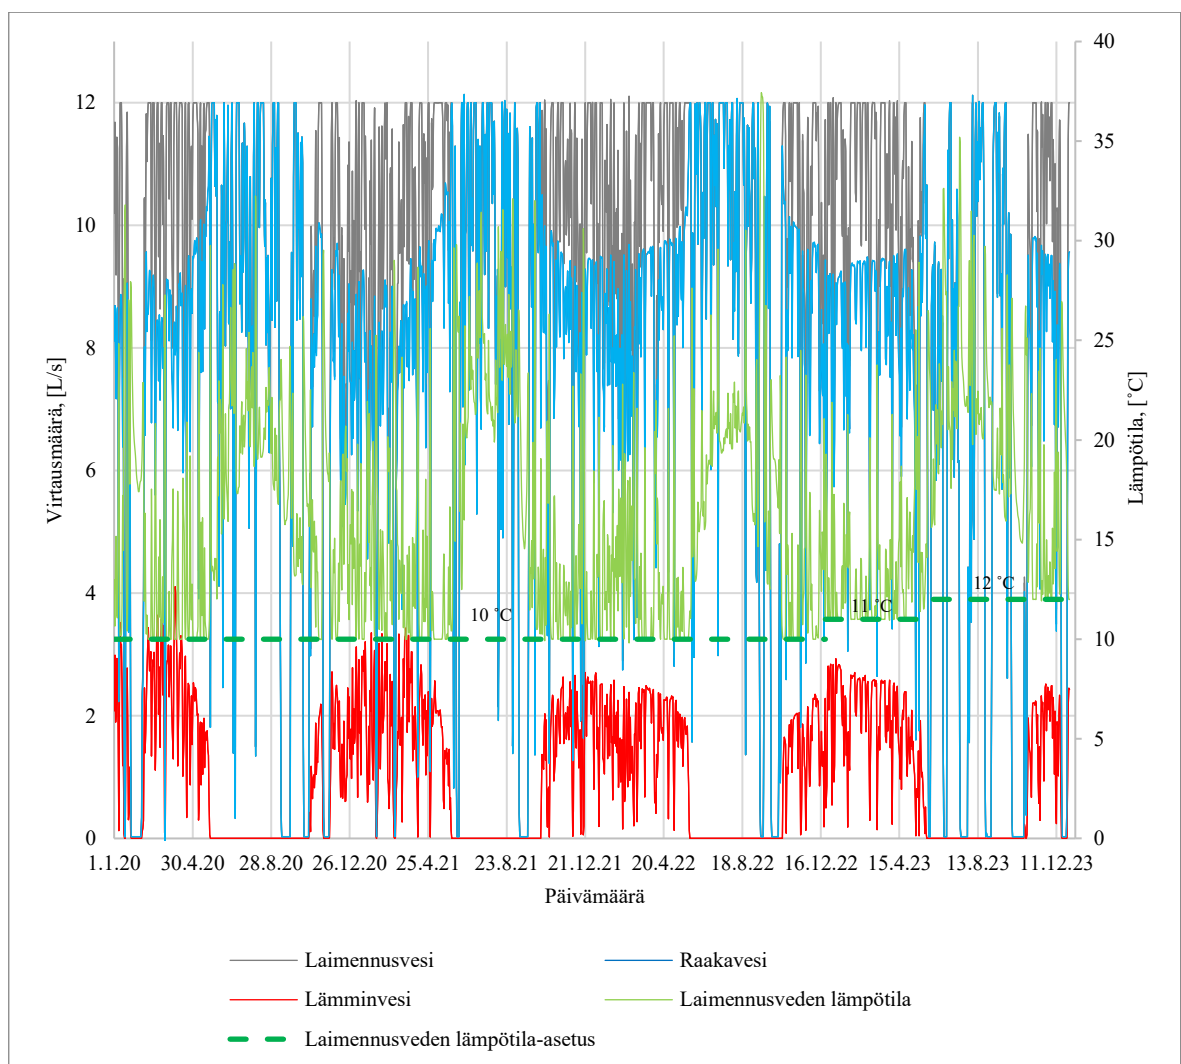 Virtausmäärä, [L/s]
12
10
8
6
4
2
0
40
35
30
25
20
15
10
5
0
Lämpötila, [˚C]
10 ˚C
11 ˚C
12 ˚C
1.1.20 30.4.20 28.8.20 26.12.20 25.4.21 23.8.21 21.12.21 20.4.22 18.8.22 16.12.22 15.4.23 13.8.23 11.12.23
Päivämäärä
Laimennusvesi Raakavesi
Lämminvesi Laimennusveden lämpötila
Laimennusveden lämpötila-asetus